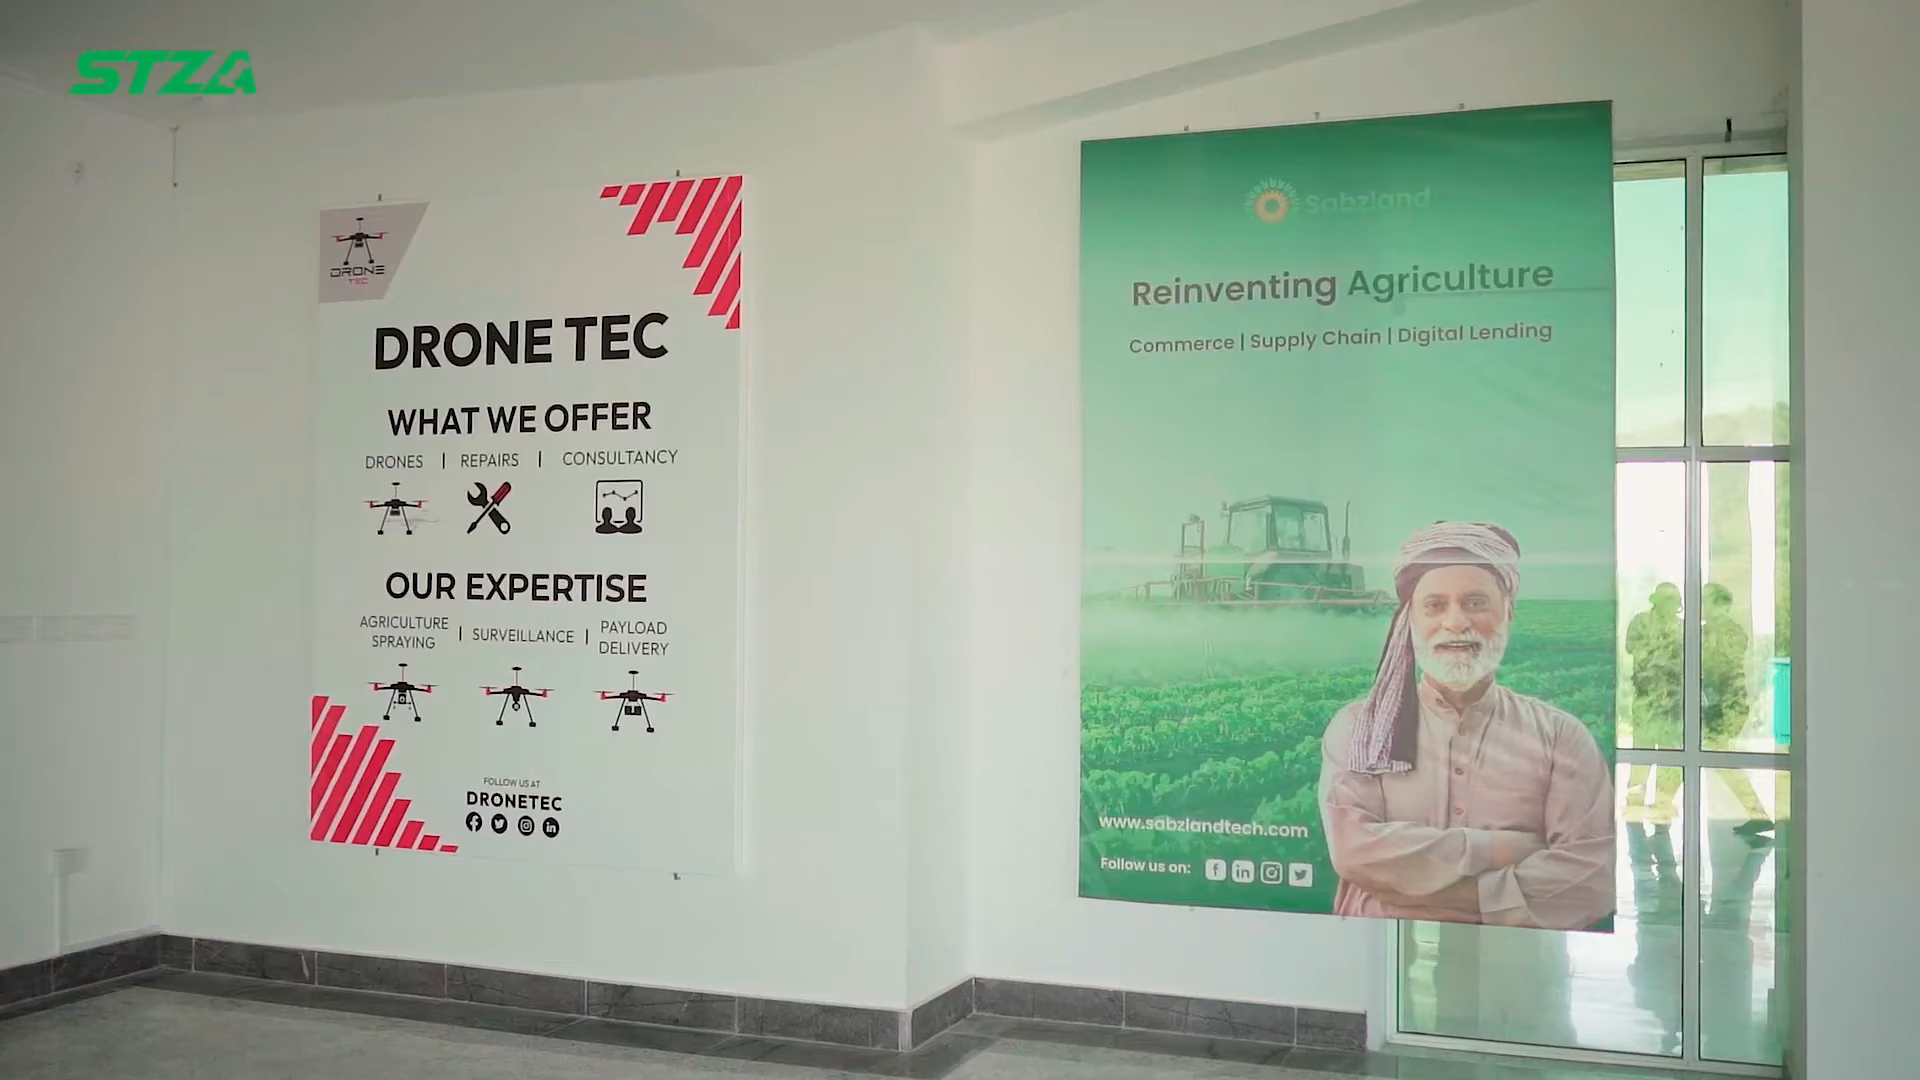 STZA
DRONE
TEC
DRONE TEC
WHAT WE OFFER
DRONES | REPAIRS | CONSULTANCY
OUR EXPERTISE
AGRICULTURE SPRAYING | SURVEILLANCE | PAYLOAD DELIVERY
FOLLOW US AT
DRONETEC
Sabzland
Reinventing Agriculture
Commerce | Supply Chain | Digital Lending
www.sabzlandtech.com
Follow us on: